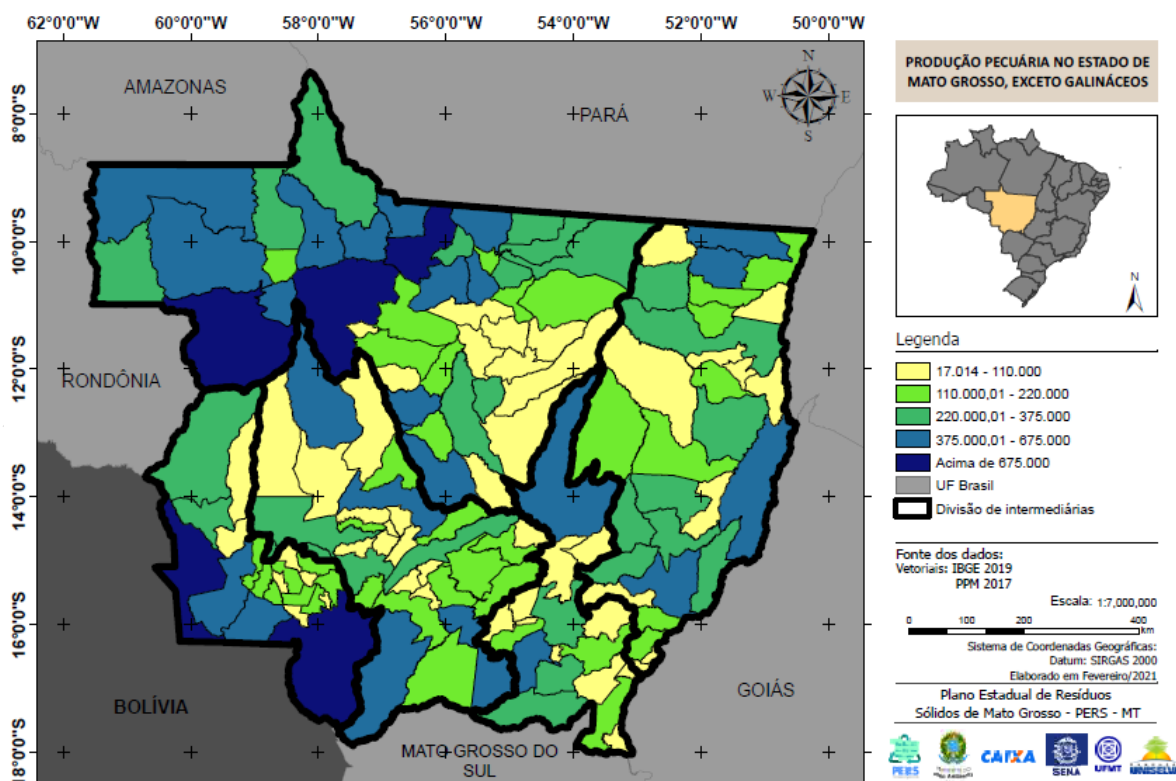 62°0'0"W 60°0'0"W 58°0'0"W 56°0'0"W 54°0'0"W 52°0'0"W 50°0'0"W
8°0'0"S
10°0'0"S
12°0'0"S
14°0'0"S
16°0'0"S
18°0'0"S
AMAZONAS
PARÁ
RONDÔNIA
BOLÍVIA
GOIÁS
MATO GROSSO DO
SUL
N
W E
S
PRODUÇÃO PECUÁRIA NO ESTADO DE
MATO GROSSO, EXCETO GALINÁCEOS
N
Legenda
17.014 - 110.000
110.000,01 - 220.000
220.000,01 - 375.000
375.000,01 - 675.000
Acima de 675.000
UF Brasil
Divisão de intermediárias
Fonte dos dados:
Vetoriais: IBGE 2019
PPM 2017
Escala: 1:7,000,000
0 100 200 400
km
Sistema de Coordenadas Geográficas:
Datum: SIRGAS 2000
Elaborado em Fevereiro/2021
Plano Estadual de Resíduos
Sólidos de Mato Grosso - PERS - MT
PERS
CAIXA
SENA
UFMT